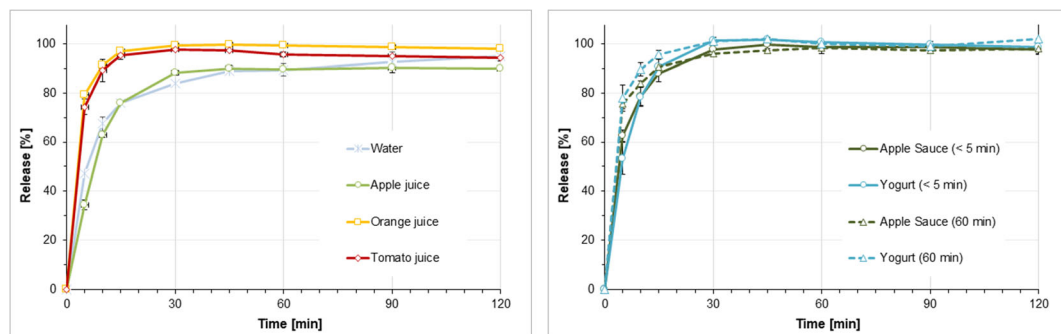 100
80
60
40
20
0
Release [%]
Water
Apple juice
Orange juice
Tomato juice
0 30 60 90 120
Time [min]
100
80
60
40
20
0
Release [%]
Apple Sauce (< 5 min)
Yogurt (< 5 min)
Apple Sauce (60 min)
Yogurt (60 min)
0 30 60 90 120
Time [min]